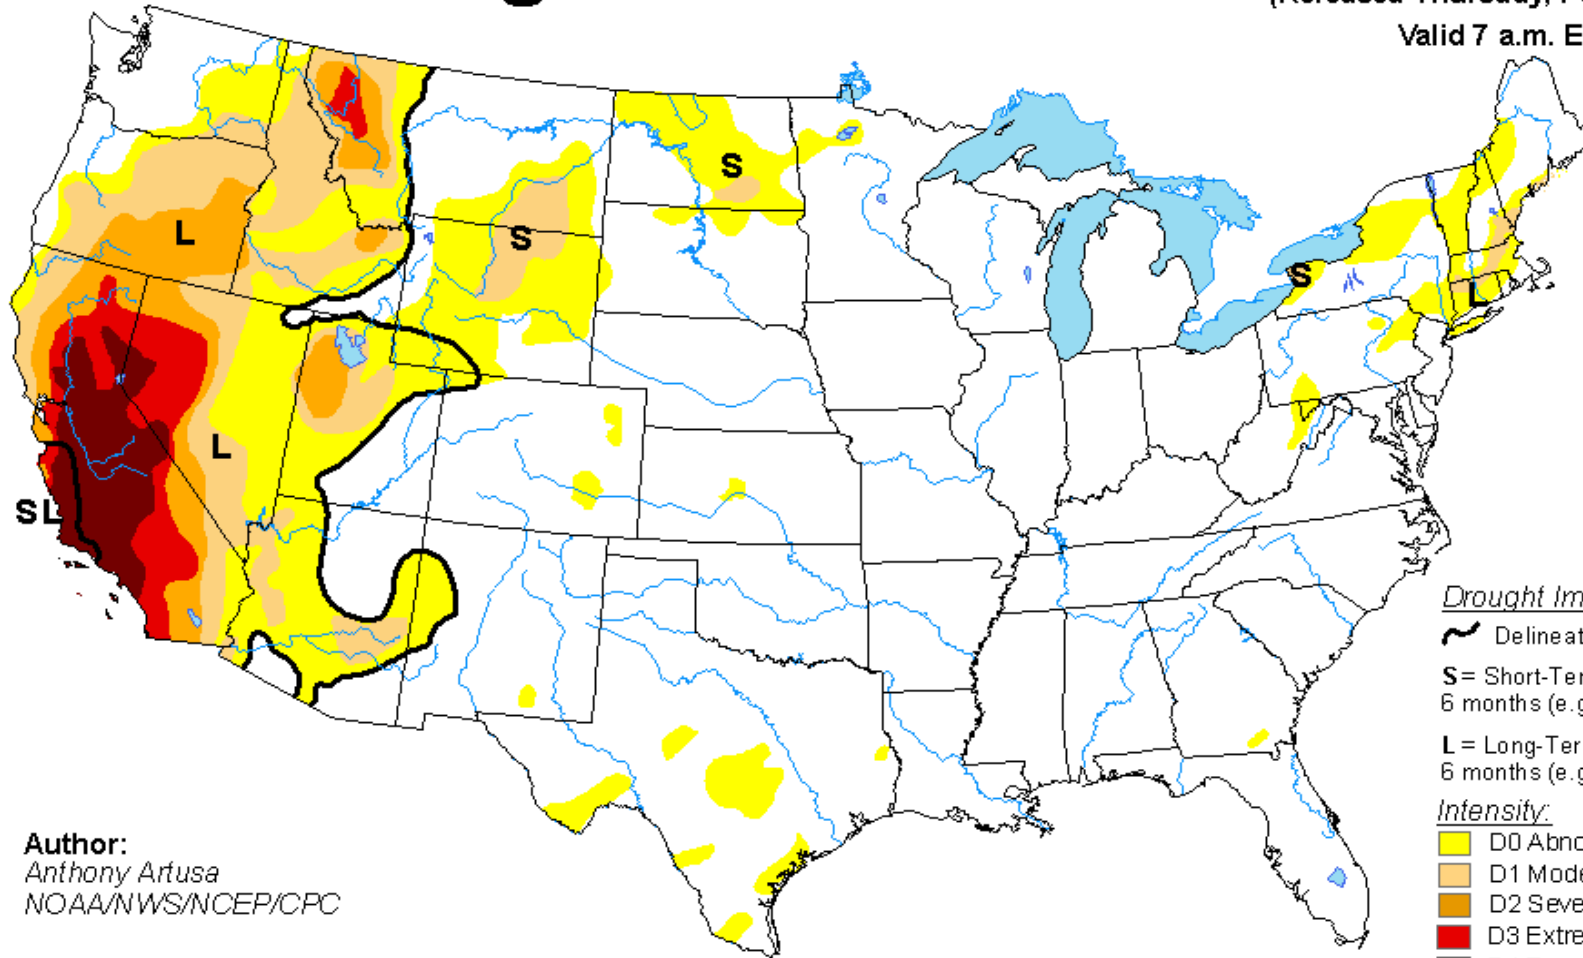 Valid 7 a.m. E
S
L
S
S
L
L
SL
Drought Im
Delineat
S = Short-Ter
6 months (e.g
L = Long-Ter
6 months (e.g
Intensity:
D0 Abno
D1 Mode
D2 Seve
D3 Extre
Author:
Anthony Artusa
NOAA/NWS/NCEP/CPC